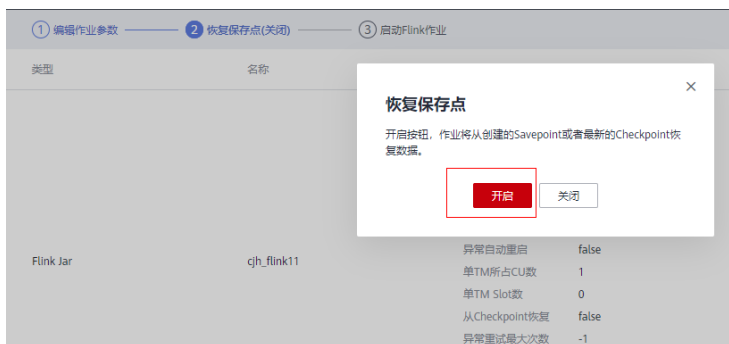 1 编辑作业参数 2 恢复保存点(关闭) 3 启动Flink作业
类型 名称
恢复保存点
开启按钮，作业将从创建的Savepoint或者最新的Checkpoint恢
复数据。
开启 关闭
异常自动重启 false
Flink Jar cjh_flink11
单TM所占CU数 1
单TM Slot数 0
从Checkpoint恢复 false
异常重试最大次数 -1